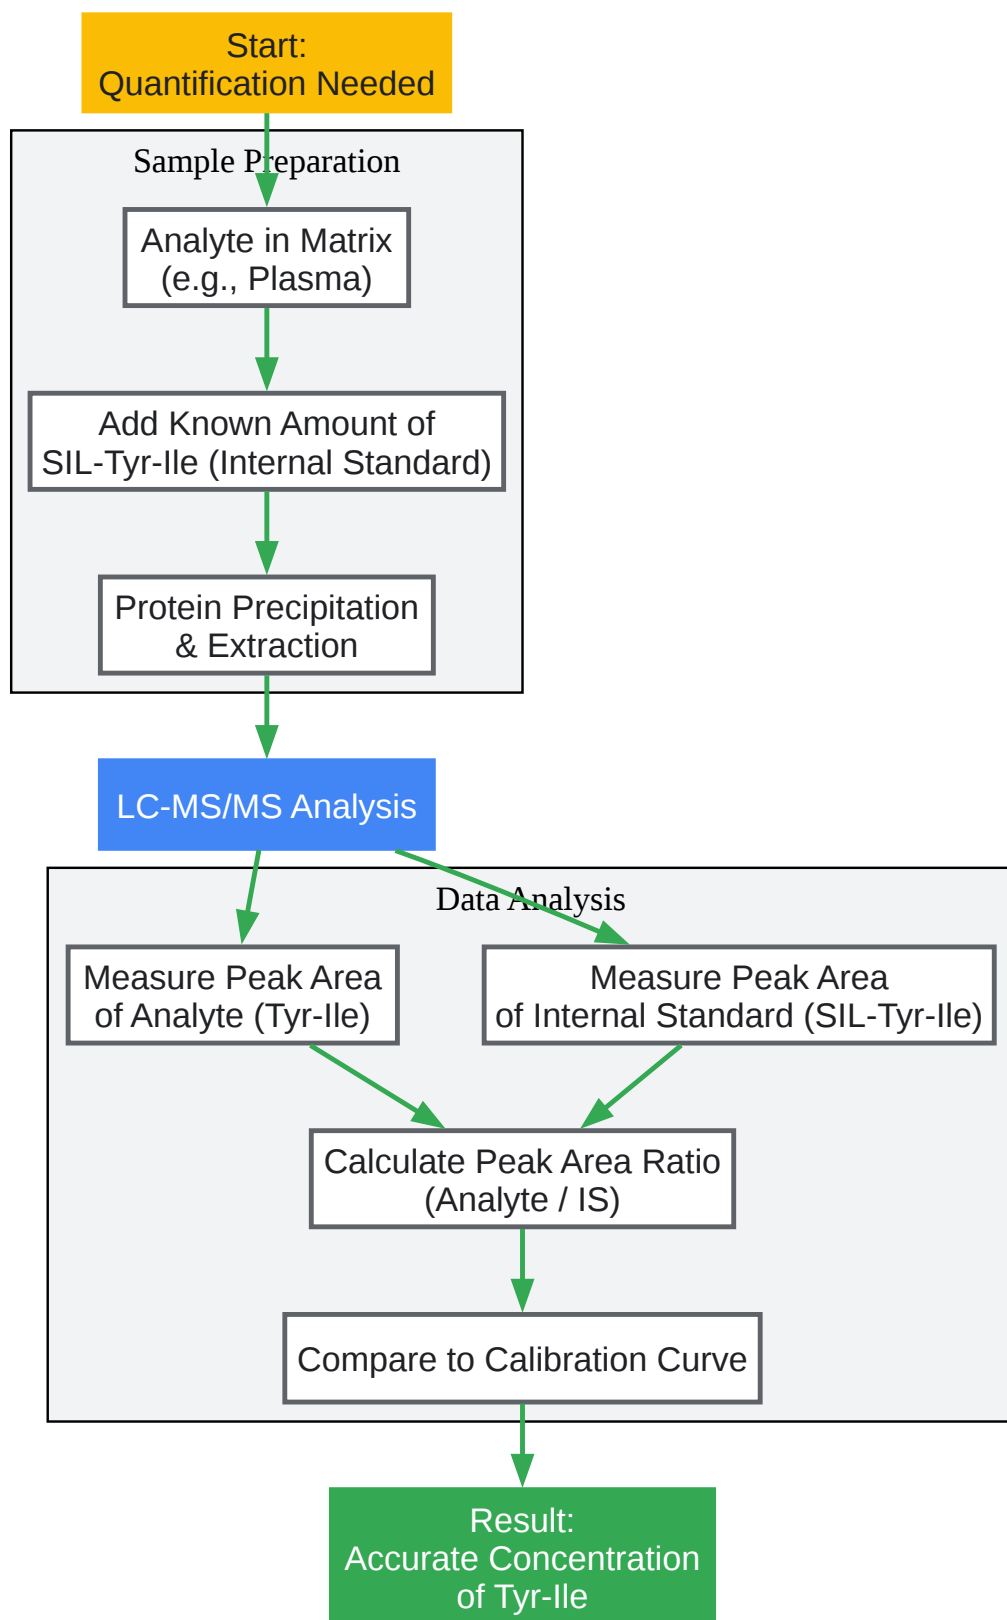 Start:
Quantification Needed
Sample Preparation
Analyte in Matrix
(e.g., Plasma)
Add Known Amount of
SIL-Tyr-Ile (Internal Standard)
Protein Precipitation
& Extraction
LC-MS/MS Analysis
Data Analysis
Measure Peak Area
of Analyte (Tyr-Ile)
Measure Peak Area
of Internal Standard (SIL-Tyr-Ile)
Calculate Peak Area Ratio
(Analyte / IS)
Compare to Calibration Curve
Result:
Accurate Concentration
of Tyr-Ile